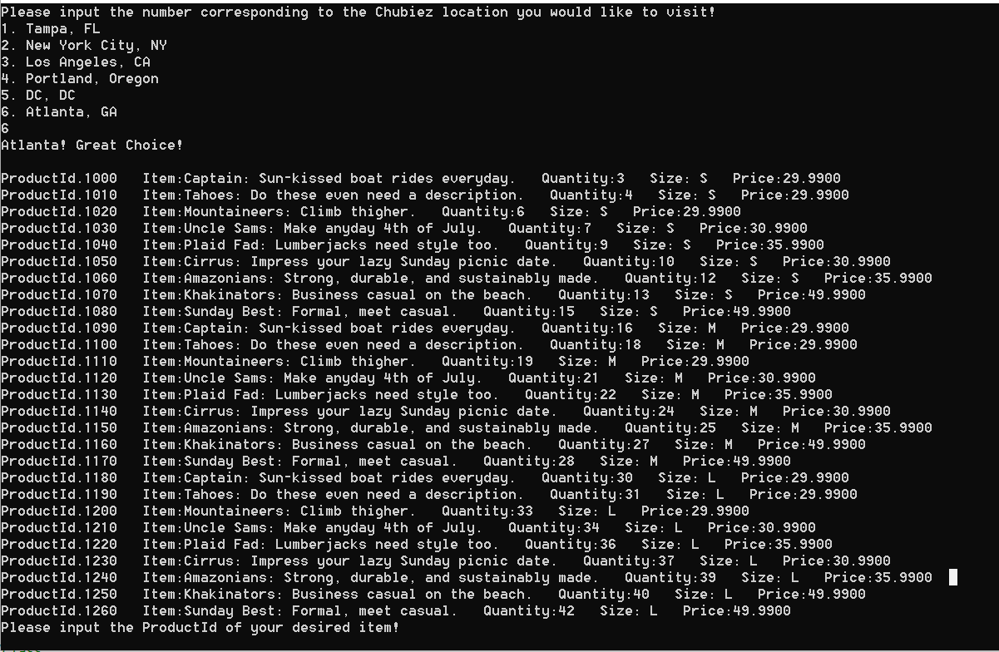 Please input the number corresponding to the Chubiez location you would like to visit!
1. Tampa, FL
2. New York City, NY
3. Los Angeles, CA
4. Portland, Oregon
5. DC, DC
6. Atlanta, GA
6
Atlanta! Great Choice!

ProductId.1000   Item:Captain: Sun-kissed boat rides everyday.   Quantity:3   Size: S   Price:29.9900
ProductId.1010   Item:Tahoes: Do these even need a description.   Quantity:4   Size: S   Price:29.9900
ProductId.1020   Item:Mountaineers: Climb thigher.   Quantity:6   Size: S   Price:29.9900
ProductId.1030   Item:Uncle Sams: Make anyday 4th of July.   Quantity:7   Size: S   Price:30.9900
ProductId.1040   Item:Plaid Fad: Lumberjacks need style too.   Quantity:9   Size: S   Price:35.9900
ProductId.1050   Item:Cirrus: Impress your lazy Sunday picnic date.   Quantity:10   Size: S   Price:30.9900
ProductId.1060   Item:Amazonians: Strong, durable, and sustainably made.   Quantity:12   Size: S   Price:35.9900
ProductId.1070   Item:Khakinators: Business casual on the beach.   Quantity:13   Size: S   Price:49.9900
ProductId.1080   Item:Sunday Best: Formal, meet casual.   Quantity:15   Size: S   Price:49.9900
ProductId.1090   Item:Captain: Sun-kissed boat rides everyday.   Quantity:16   Size: M   Price:29.9900
ProductId.1100   Item:Tahoes: Do these even need a description.   Quantity:18   Size: M   Price:29.9900
ProductId.1110   Item:Mountaineers: Climb thigher.   Quantity:19   Size: M   Price:29.9900
ProductId.1120   Item:Uncle Sams: Make anyday 4th of July.   Quantity:21   Size: M   Price:30.9900
ProductId.1130   Item:Plaid Fad: Lumberjacks need style too.   Quantity:22   Size: M   Price:35.9900
ProductId.1140   Item:Cirrus: Impress your lazy Sunday picnic date.   Quantity:24   Size: M   Price:30.9900
ProductId.1150   Item:Amazonians: Strong, durable, and sustainably made.   Quantity:25   Size: M   Price:35.9900
ProductId.1160   Item:Khakinators: Business casual on the beach.   Quantity:27   Size: M   Price:49.9900
ProductId.1170   Item:Sunday Best: Formal, meet casual.   Quantity:28   Size: M   Price:49.9900
ProductId.1180   Item:Captain: Sun-kissed boat rides everyday.   Quantity:30   Size: L   Price:29.9900
ProductId.1190   Item:Tahoes: Do these even need a description.   Quantity:31   Size: L   Price:29.9900
ProductId.1200   Item:Mountaineers: Climb thigher.   Quantity:33   Size: L   Price:29.9900
ProductId.1210   Item:Uncle Sams: Make anyday 4th of July.   Quantity:34   Size: L   Price:30.9900
ProductId.1220   Item:Plaid Fad: Lumberjacks need style too.   Quantity:36   Size: L   Price:35.9900
ProductId.1230   Item:Cirrus: Impress your lazy Sunday picnic date.   Quantity:37   Size: L   Price:30.9900
ProductId.1240   Item:Amazonians: Strong, durable, and sustainably made.   Quantity:39   Size: L   Price:35.9900
ProductId.1250   Item:Khakinators: Business casual on the beach.   Quantity:40   Size: L   Price:49.9900
ProductId.1260   Item:Sunday Best: Formal, meet casual.   Quantity:42   Size: L   Price:49.9900
Please input the ProductId of your desired item!